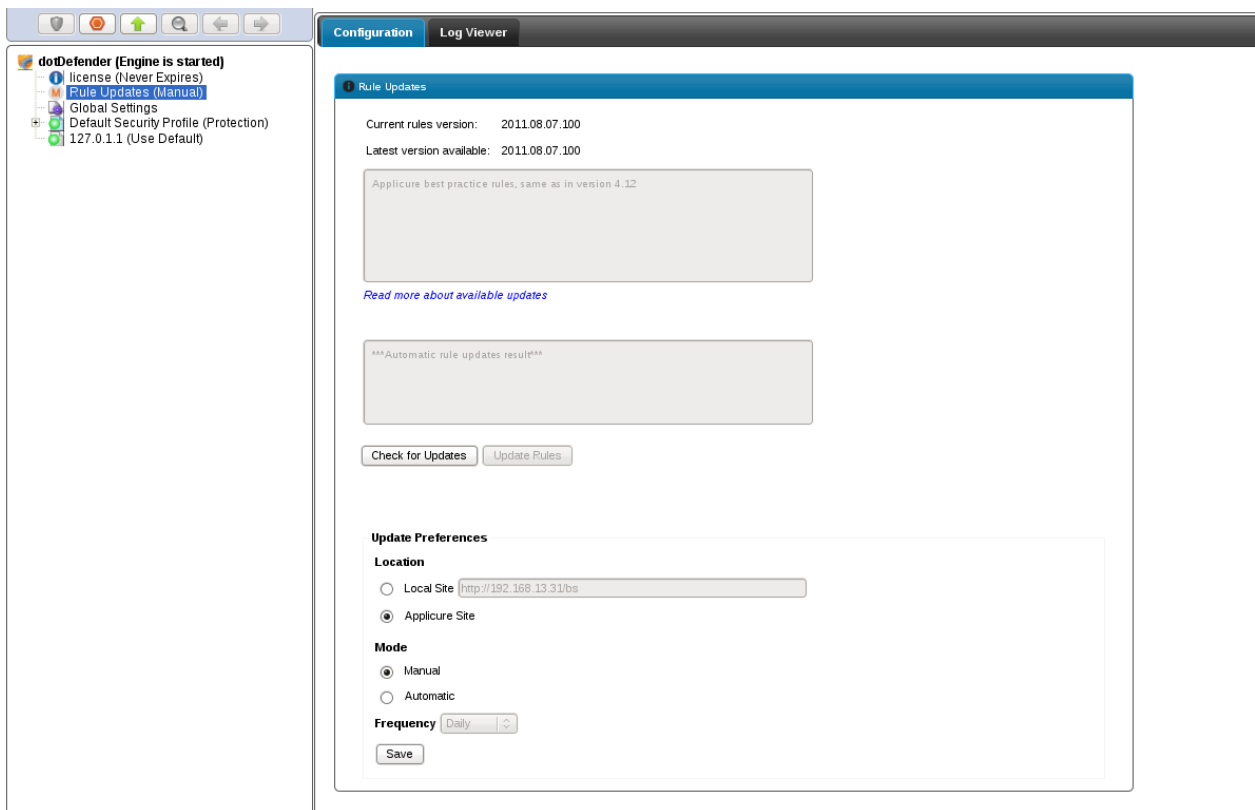 Configuration
Log Viewer
dotDefender (Engine is started)
license (Never Expires)
Rule Updates (Manual)
Global Settings
Default Security Profile (Protection)
127.0.1.1 (Use Default)
Rule Updates
Current rules version: 2011.08.07.100
Latest version available: 2011.08.07.100
Applicure best practice rules, same as in version 4.12
Read more about available updates
***Automatic rule updates result***
Check for Updates
Update Rules
Update Preferences
Location
Local Site http://192.168.13.31/bs
Applicure Site
Mode
Manual
Automatic
Frequency Daily
Save